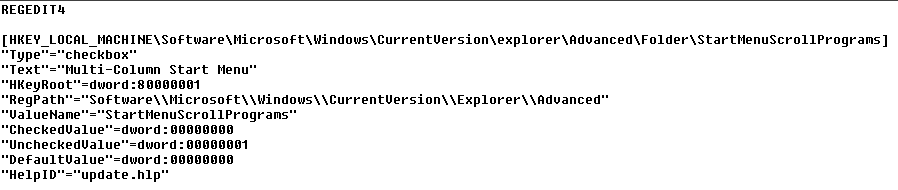 REGEDIT4
[HKEY_LOCAL_MACHINE\Software\Microsoft\Windows\CurrentVersion\explorer\Advanced\Folder\StartMenuScrollPrograms]
"Type"="checkbox"
"Text"="Multi-Column Start Menu"
"HKeyRoot"=dword:80000001
"RegPath"="Software\\Microsoft\\Windows\\CurrentVersion\\Explorer\\Advanced"
"ValueName"="StartMenuScrollPrograms"
"CheckedValue"=dword:00000000
"UncheckedValue"=dword:00000001
"DefaultValue"=dword:00000000
"HelpID"="update.hlp"